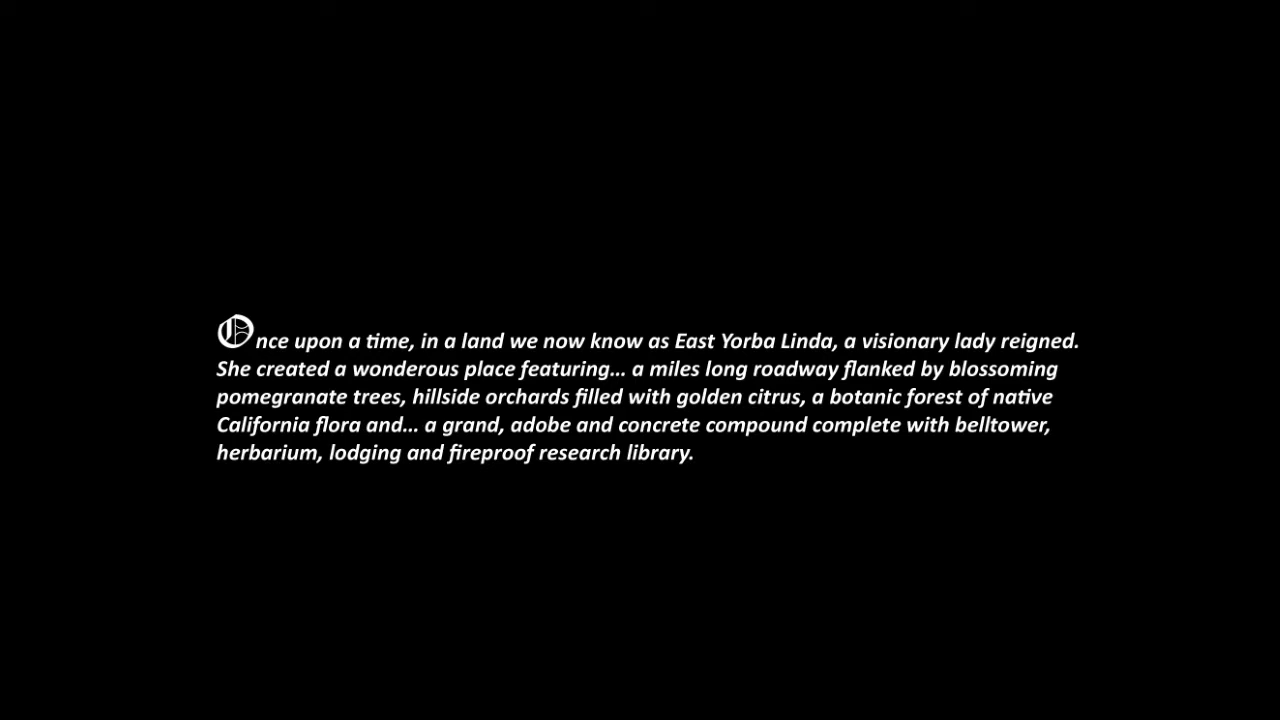 Once upon a time, in a land we now know as East Yorba Linda, a visionary lady reigned.
She created a wonderous place featuring... a miles long roadway flanked by blossoming
pomegranate trees, hillside orchards filled with golden citrus, a botanic forest of native
California flora and... a grand, adobe and concrete compound complete with belltower,
herbarium, lodging and fireproof research library.